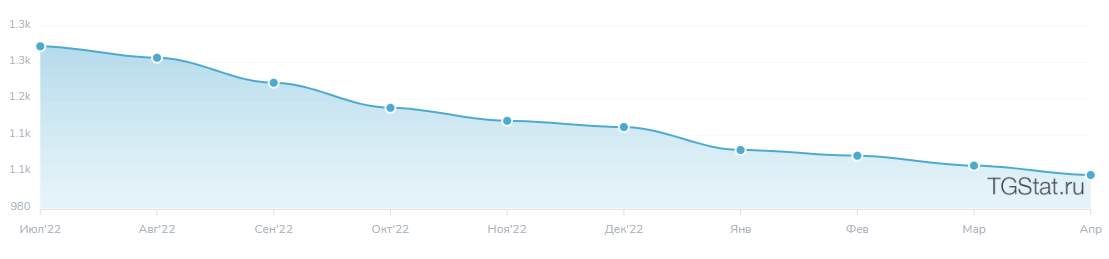 1.3k
1.3k
1.2k
1.1k
1.1k
980
TGStat.ru
Июл'22 Авг'22 Сен'22 Окт'22 Ноя'22 Дек'22 Янв Фев Мар Апр